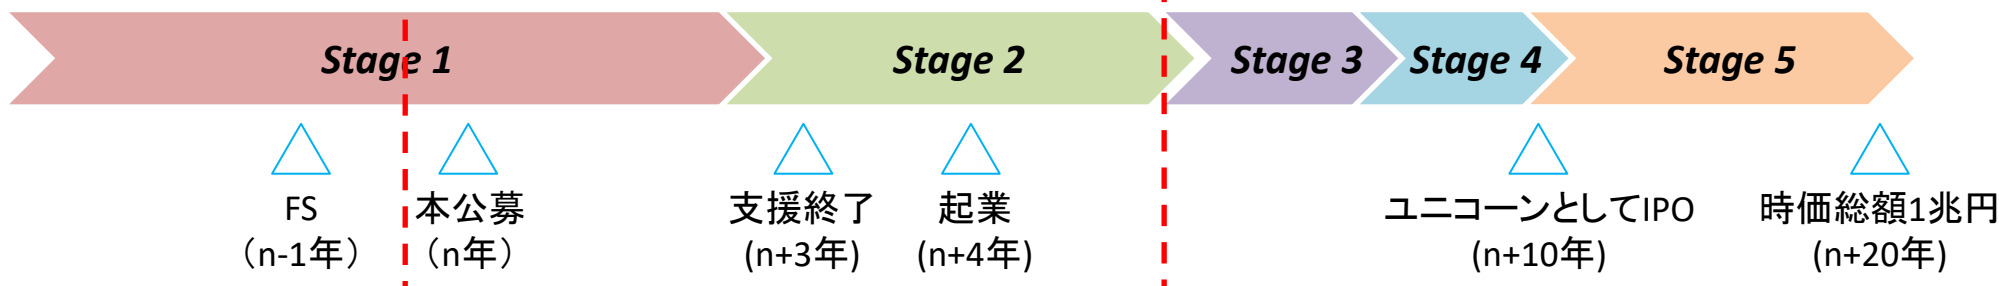 Stage 1
Stage 2
Stage 3
Stage 4
Stage 5
FS
（n-1年）
本公募
（n年）
支援終了
(n+3年)
起業
(n+4年)
ユニコーンとしてIPO
(n+10年)
時価総額1兆円
(n+20年)